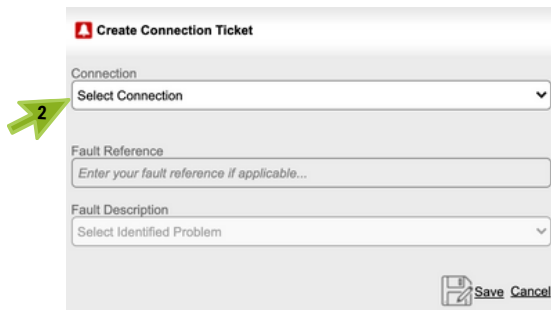 Create Connection Ticket
Connection
Select Connection
2
Fault Reference
Enter your fault reference if applicable...
Fault Description
Select Identified Problem
Save Cancel